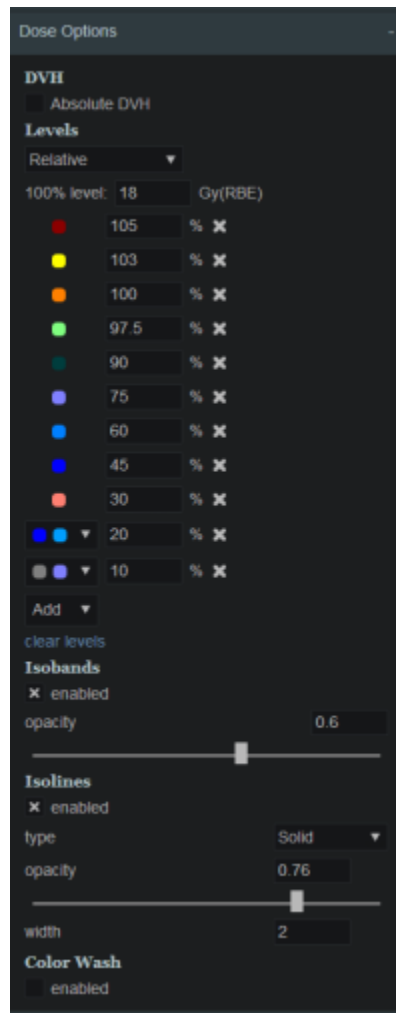 Dose Options -
DVH
Absolute DVH
Levels
Relative
100% level: 18 Gy(RBE)
105 %
103 %
100 %
97.5 %
90 %
75 %
60 %
45 %
30 %
20 %
10 %
Add
clear levels
Isobands
enabled
opacity 0.6
Isolines
enabled
type Solid
opacity 0.76
width 2
Color Wash
enabled